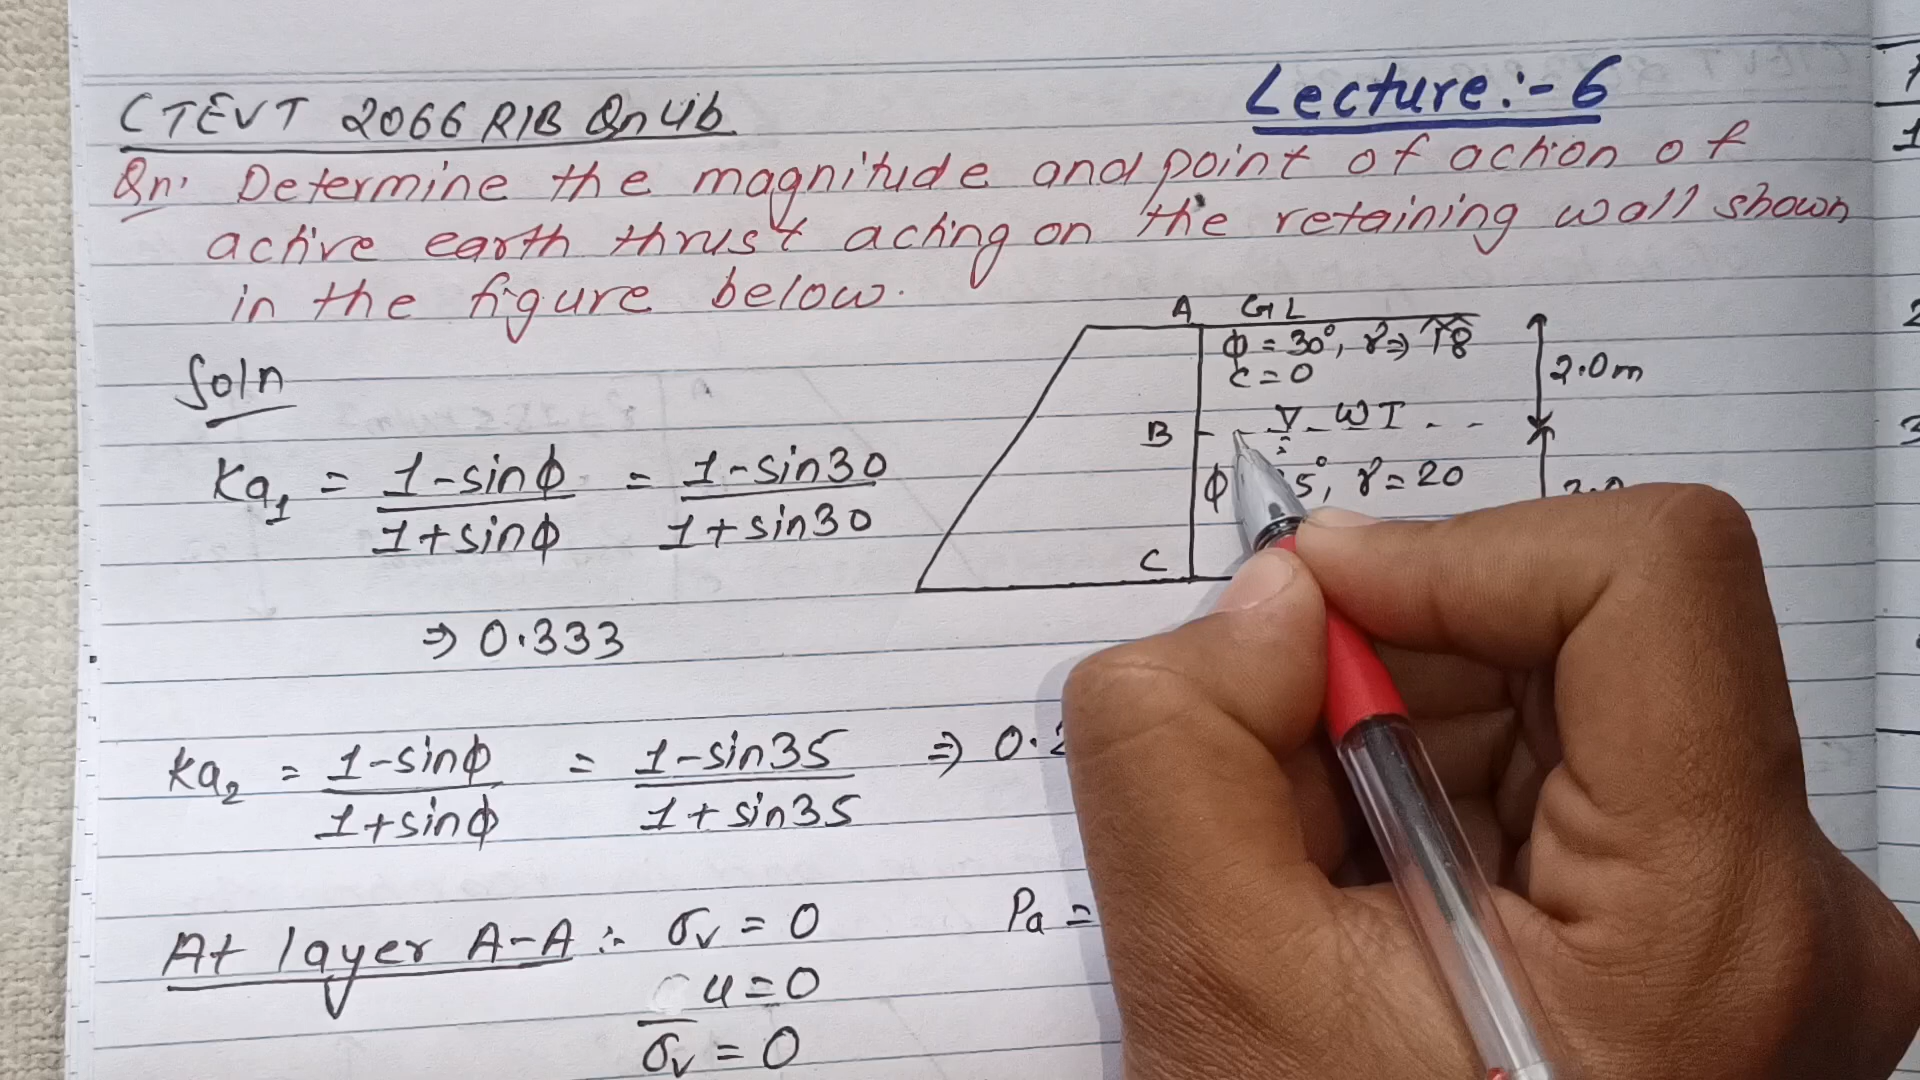 Lecture:- 6
CTEVT 2066 R/B Qn 4b
Qn: Determine the magnitude and point of action of
active earth thrust acting on the retaining wall shown
in the figure below.
A GL
ϕ = 30°, γ ⇒ 18
C = 0
2.0m
B WT
5°, γ = 20
C
Soln
Ka₁ = 1-sinϕ / 1+sinϕ = 1-sin30 / 1+sin30
⇒ 0.333
Ka₂ = 1-sinϕ / 1+sinϕ = 1-sin35 / 1+sin35 ⇒ 0.2
At layer A-A :- σv = 0 Pa =
u = 0
σ̅v = 0